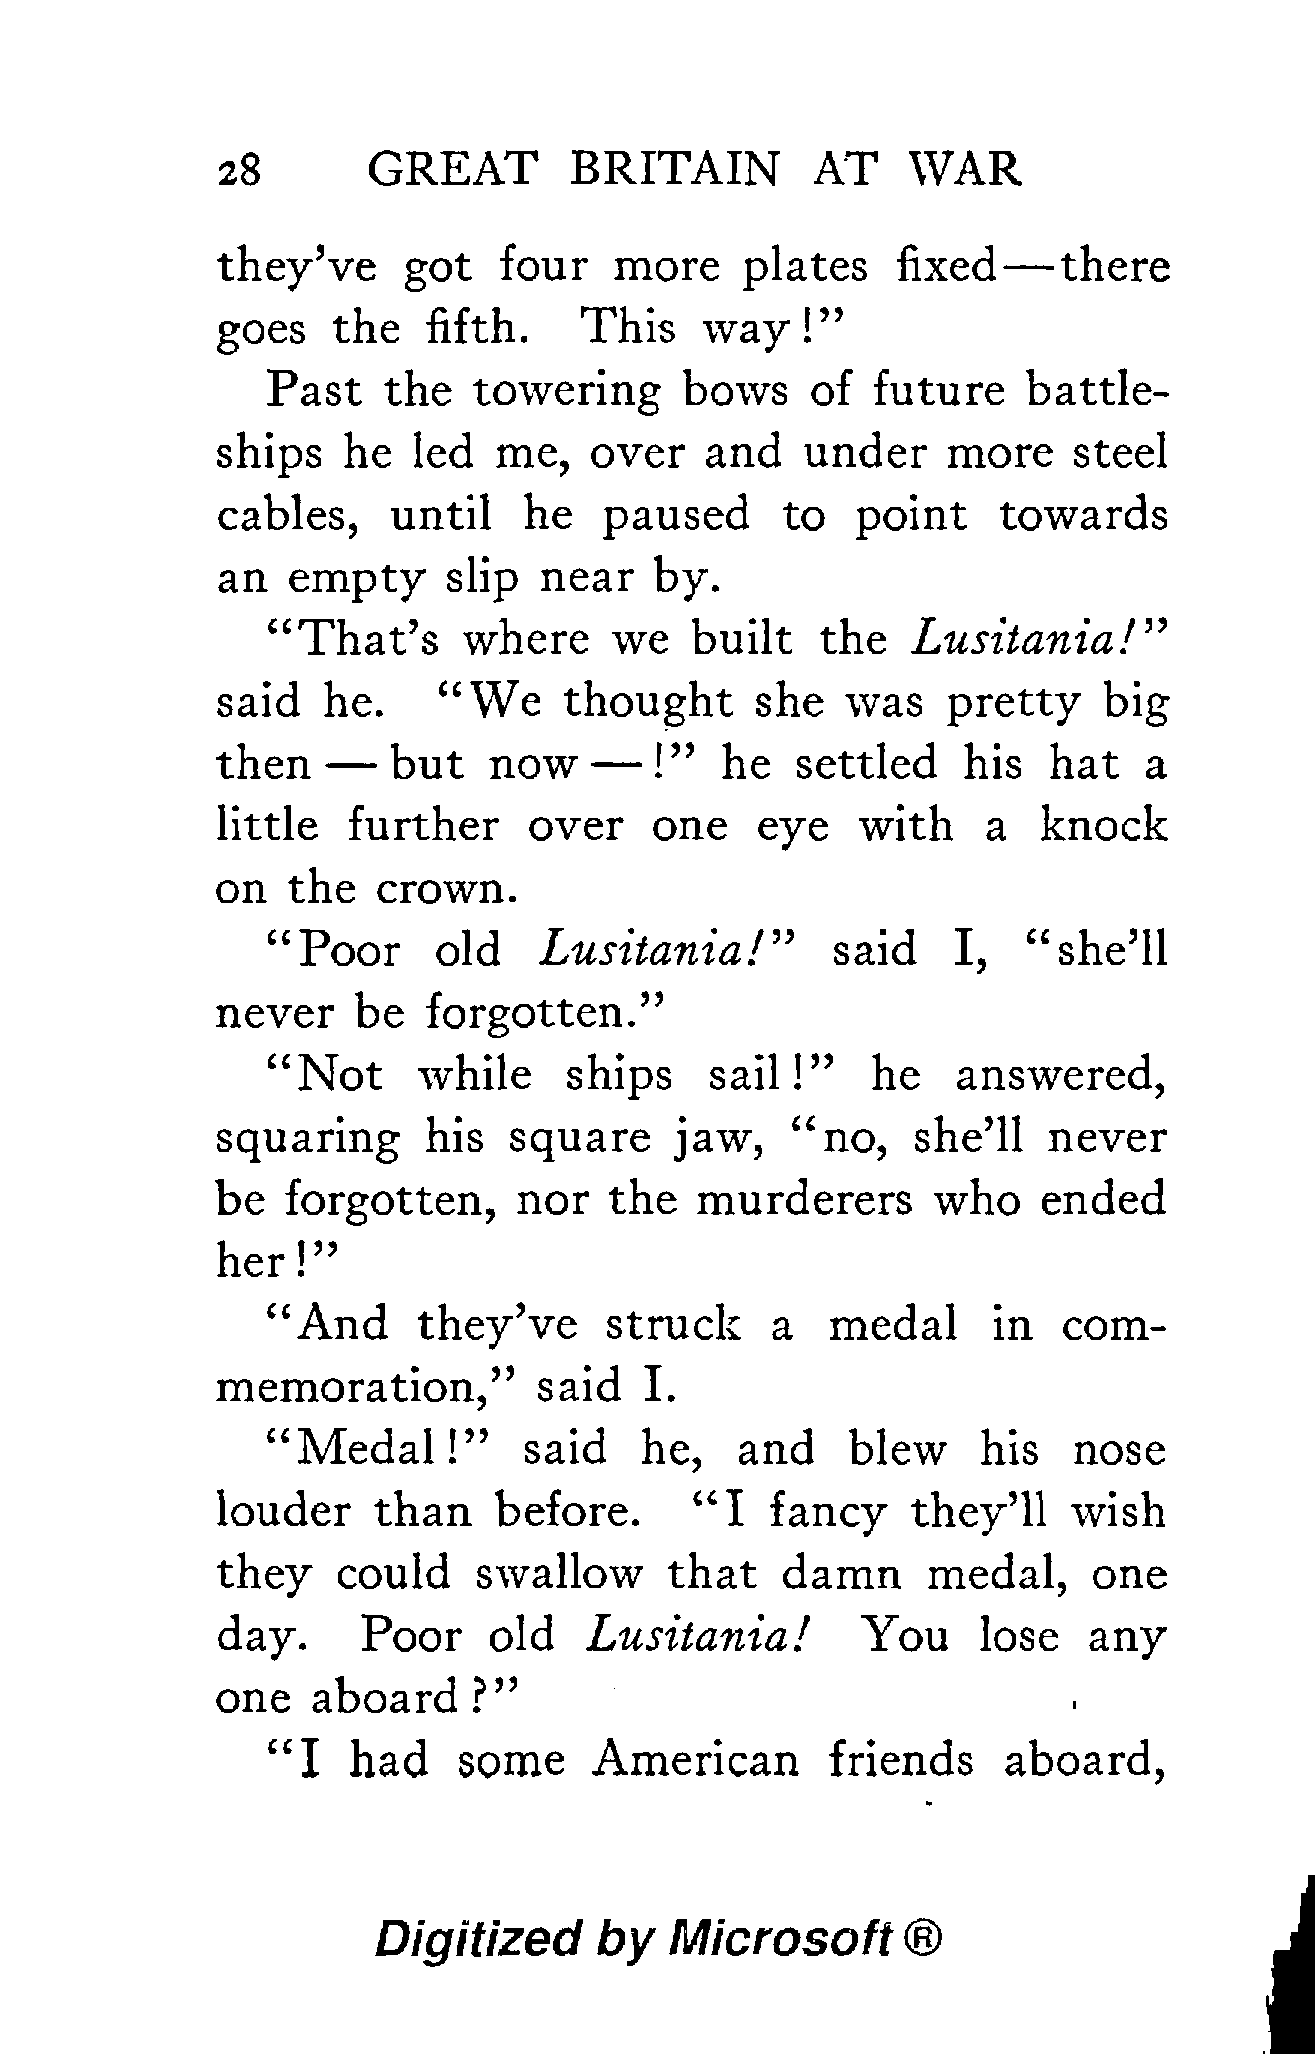 28 GREAT BRITAIN AT WAR
they've got four more plates fixed—there
goes the fifth. This way!"
Past the towering bows of future battle-
ships he led me, over and under more steel
cables, until he paused to point towards
an empty slip near by.
"That's where we built the Lusitania!"
said he. "We thought she was pretty big
then — but now — !" he settled his hat a
little further over one eye with a knock
on the crown.
"Poor old Lusitania!" said I, "she'll
never be forgotten."
"Not while ships sail!" he answered,
squaring his square jaw, "no, she'll never
be forgotten, nor the murderers who ended
her!"
"And they've struck a medal in com-
memoration," said I.
"Medal!" said he, and blew his nose
louder than before. "I fancy they'll wish
they could swallow that damn medal, one
day. Poor old Lusitania! You lose any
one aboard?"
"I had some American friends aboard,
Digitized by Microsoft ®